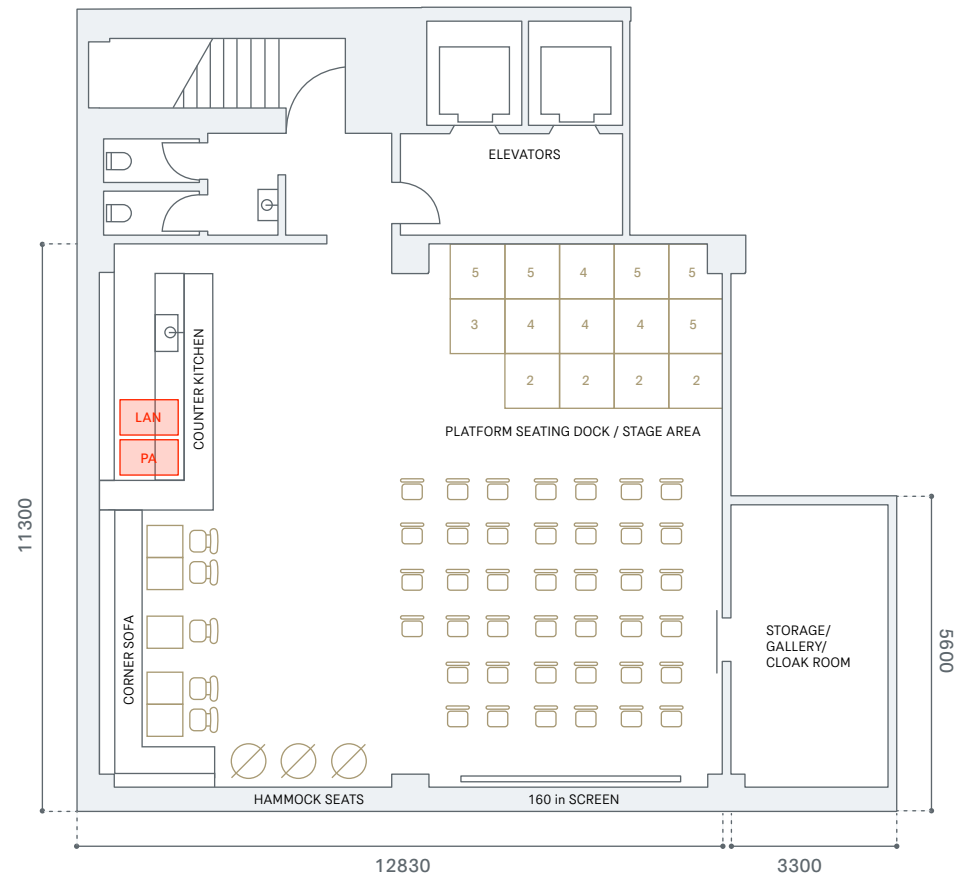 ELEVATORS
5 5 4 5 5
3 4 4 4 5
2 2 2 2
COUNTER KITCHEN
LAN
PA
PLATFORM SEATING DOCK / STAGE AREA
11300
CORNER SOFA
STORAGE/
GALLERY/
CLOAK ROOM
5600
HAMMOCK SEATS
160 in SCREEN
12830
3300